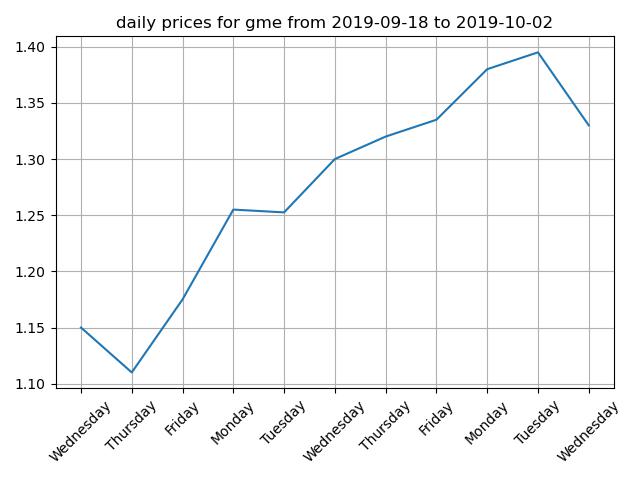 daily prices for gme from 2019-09-18 to 2019-10-02
1.40
1.35
1.30
1.25
1.20
1.15
1.10
Wednesday
Thursday
Friday
Monday
Tuesday
Wednesday
Thursday
Friday
Monday
Tuesday
Wednesday